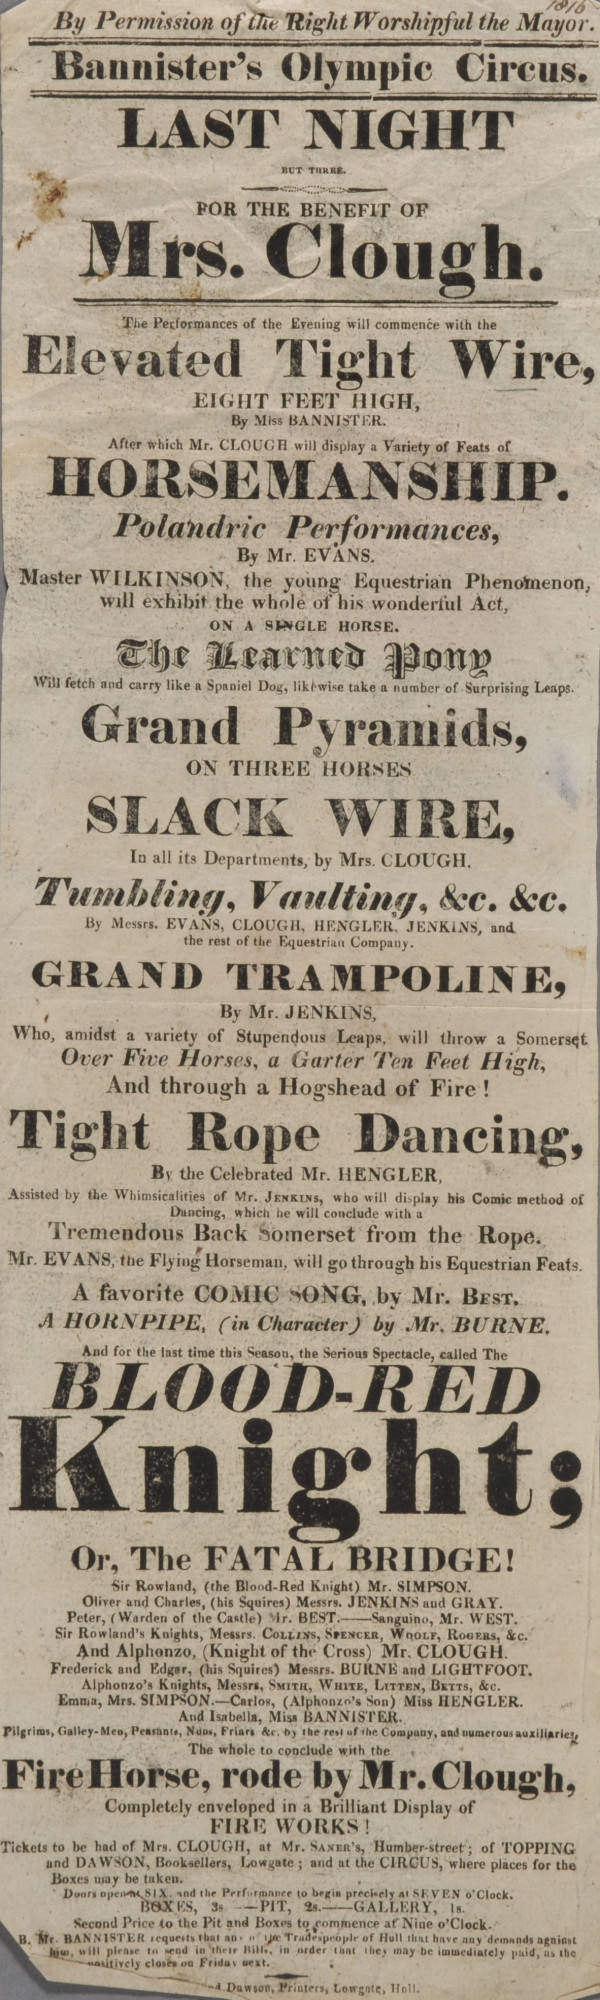 1816
By Permission of the Right Worshipful the Mayor.
Bannister's Olympic Circus.
LAST NIGHT
BUT THREE.
FOR THE BENEFIT OF
Mrs. Clough.
The Performances of the Evening will commence with the
Elevated Tight Wire,
EIGHT FEET HIGH,
By Miss BANNISTER.
After which Mr. CLOUGH will display a Variety of Feats of
HORSEMANSHIP.
Polandric Performances,
By Mr. EVANS.
Master WILKINSON, the young Equestrian Phenomenon,
will exhibit the whole of his wonderful Act,
ON A SINGLE HORSE.
The Learned Pony
Will fetch and carry like a Spaniel Dog, likewise take a number of Surprising Leaps.
Grand Pyramids,
ON THREE HORSES
SLACK WIRE,
In all its Departments, by Mrs. CLOUGH.
Tumbling, Vaulting, &c. &c.
By Messrs. EVANS, CLOUGH, HENGLER, JENKINS, and
the rest of the Equestrian Company.
GRAND TRAMPOLINE,
By Mr. JENKINS,
Who, amidst a variety of Stupendous Leaps, will throw a Somerset
Over Five Horses, a Garter Ten Feet High,
And through a Hogshead of Fire!
Tight Rope Dancing,
By the Celebrated Mr. HENGLER,
Assisted by the Whimsicalities of Mr. JENKINS, who will display his Comic method of
Dancing, which he will conclude with a
Tremendous Back Somerset from the Rope.
Mr. EVANS, the Flying Horseman, will go through his Equestrian Feats.
A favorite COMIC SONG, by Mr. BEST.
A HORNPIPE, (in Character) by Mr. BURNE.
And for the last time this Season, the Serious Spectacle, called The
BLOOD-RED
Knight;
Or, The FATAL BRIDGE!
Sir Rowland, (the Blood-Red Knight) Mr. SIMPSON.
Oliver and Charles, (his Squires) Messrs. JENKINS and GRAY.
Peter, (Warden of the Castle) Mr. BEST.——Sanguino, Mr. WEST.
Sir Rowland's Knights, Messrs. COLLINS, SPENCER, WOOLF, ROGERS, &c.
And Alphonzo, (Knight of the Cross) Mr. CLOUGH.
Frederick and Edgar, (his Squires) Messrs. BURNE and LIGHTFOOT.
Alphonzo's Knights, Messrs, SMITH, WHITE, LITTEN, BETTS, &c.
Emma, Mrs. SIMPSON.—Carlos, (Alphonzo's Son) Miss HENGLER.
And Isabella, Miss BANNISTER.
Pilgrims, Galley-Men, Peasants, Nuns, Friars &c. by the rest of the Company, and numerous auxiliaries,
The whole to conclude with the
Fire Horse, rode by Mr. Clough,
Completely enveloped in a Brilliant Display of
FIRE WORKS!
Tickets to be had of Mrs. CLOUGH, at Mr. SANER'S, Humber-street; of TOPPING
and DAWSON, Booksellers, Lowgate; and at the CIRCUS, where places for the
Boxes may be taken.
Doors open at SIX, and the Performance to begin precisely at SEVEN o'Clock.
BOXES, 3s —PIT, 2s.——GALLERY, 1s.
Second Price to the Pit and Boxes to commence at Nine o'Clock.
B. Mr. BANNISTER requests that any of the Tradespeople of Hull that have any demands against
him, will please to send in their Bills, in order that they may be immediately paid, as the
positively closes on Friday next.
Dawson, Printers, Lowgate, Hull.